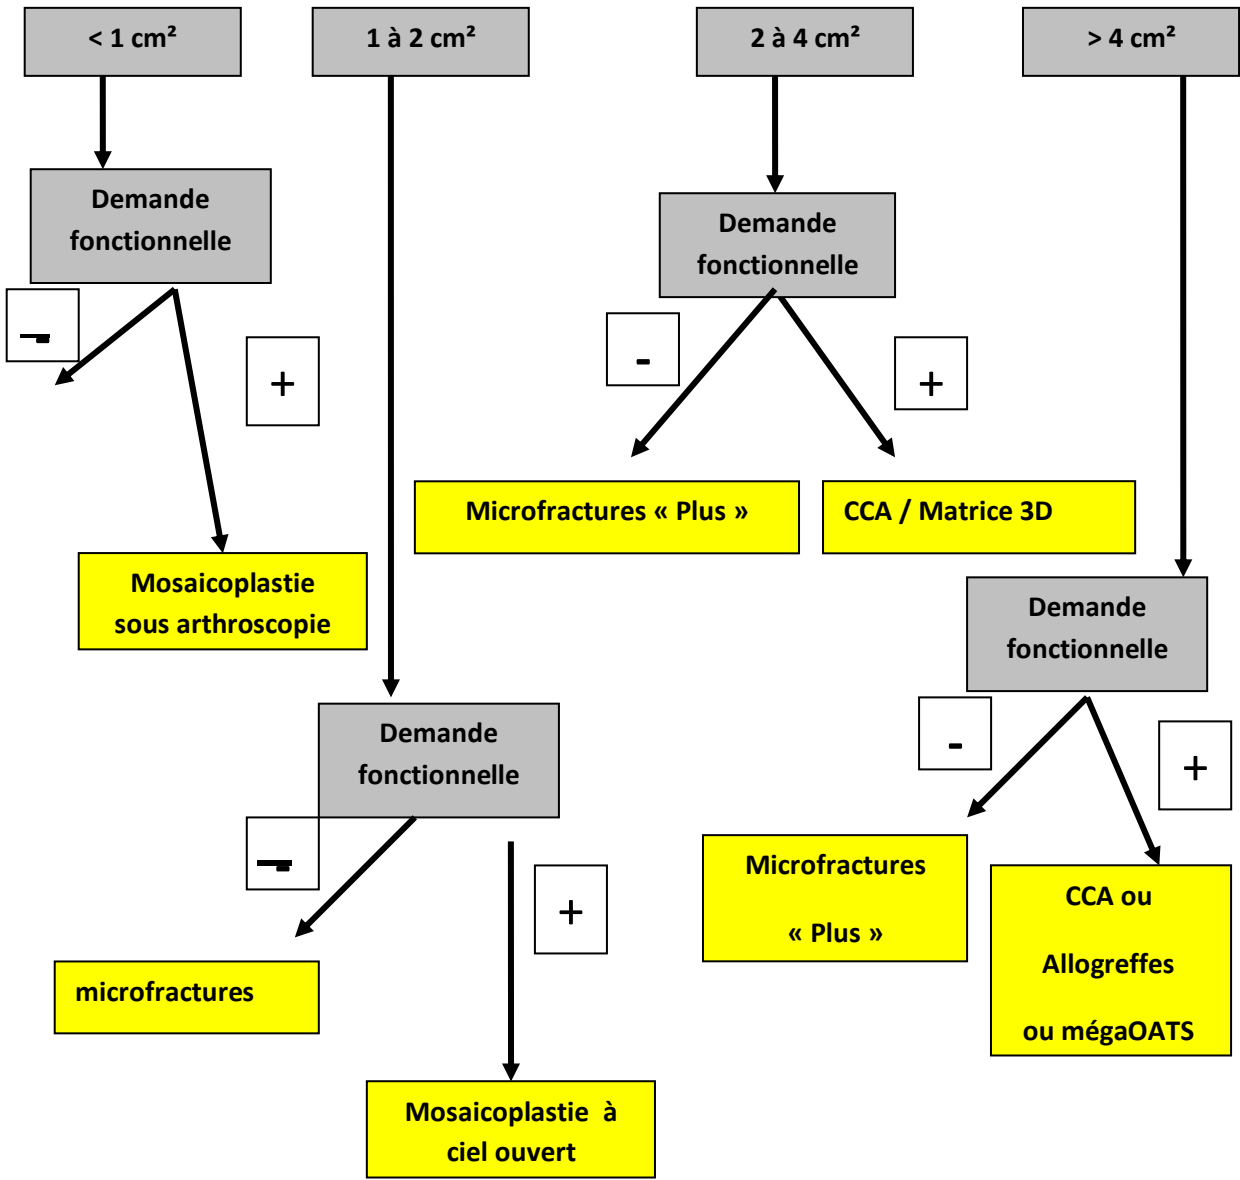 < 1 cm²
1 à 2 cm²
2 à 4 cm²
> 4 cm²
Demande
fonctionnelle
-
+
Demande
fonctionnelle
-
+
Microfractures « Plus »
CCA / Matrice 3D
Mosaicoplastie
sous arthroscopie
Demande
fonctionnelle
-
+
Demande
fonctionnelle
-
+
Microfractures
« Plus »
CCA ou
Allogreffes
ou mégaOATS
microfractures
Mosaicoplastie à
ciel ouvert